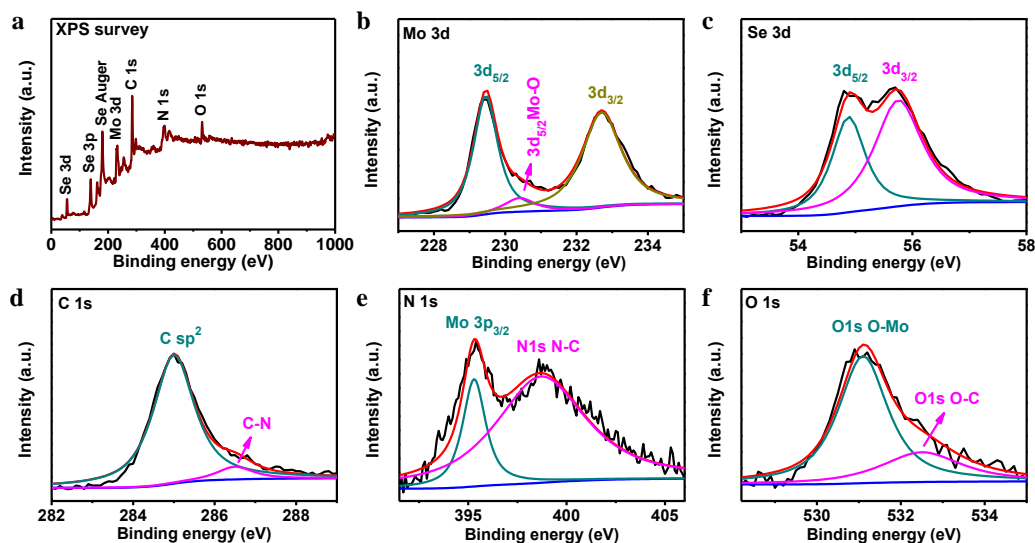 a
XPS survey
Se 3d
Se 3p
Se Auger
Mo 3d
C 1s
N 1s
O 1s
Intensity (a.u.)
0 200 400 600 800 1000
Binding energy (eV)
b
Mo 3d
3d5/2
3d5/2Mo-O
3d3/2
Intensity (a.u.)
228 230 232 234
Binding energy (eV)
c
Se 3d
3d5/2
3d3/2
Intensity (a.u.)
54 56 58
Binding energy (eV)
d
C 1s
C sp2
C-N
Intensity (a.u.)
282 284 286 288
Binding energy (eV)
e
N 1s
Mo 3p3/2
N1s N-C
Intensity (a.u.)
395 400 405
Binding energy (eV)
f
O 1s
O1s O-Mo
O1s O-C
Intensity (a.u.)
530 532 534
Binding energy (eV)